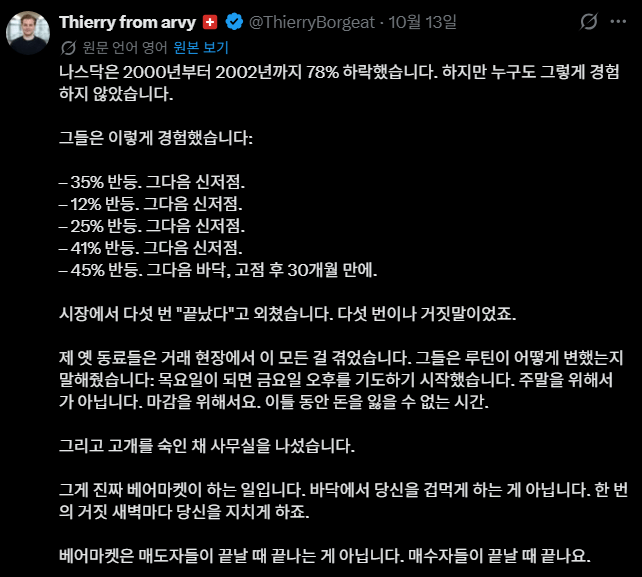 Thierry from arvy @ThierryBorgeat · 10월 13일
원문 언어 영어 원본 보기
나스닥은 2000년부터 2002년까지 78% 하락했습니다. 하지만 누구도 그렇게 경험
하지 않았습니다.
그들은 이렇게 경험했습니다:
– 35% 반등. 그다음 신저점.
– 12% 반등. 그다음 신저점.
– 25% 반등. 그다음 신저점.
– 41% 반등. 그다음 신저점.
– 45% 반등. 그다음 바닥, 고점 후 30개월 만에.
시장에서 다섯 번 "끝났다"고 외쳤습니다. 다섯 번이나 거짓말이었죠.
제 옛 동료들은 거래 현장에서 이 모든 걸 겪었습니다. 그들은 루틴이 어떻게 변했는지
말해줬습니다: 목요일이 되면 금요일 오후를 기도하기 시작했습니다. 주말을 위해서
가 아닙니다. 마감을 위해서요. 이틀 동안 돈을 잃을 수 없는 시간.
그리고 고개를 숙인 채 사무실을 나섰습니다.
그게 진짜 베어마켓이 하는 일입니다. 바닥에서 당신을 겁먹게 하는 게 아닙니다. 한 번
의 거짓 새벽마다 당신을 지치게 하죠.
베어마켓은 매도자들이 끝날 때 끝나는 게 아닙니다. 매수자들이 끝날 때 끝나요.